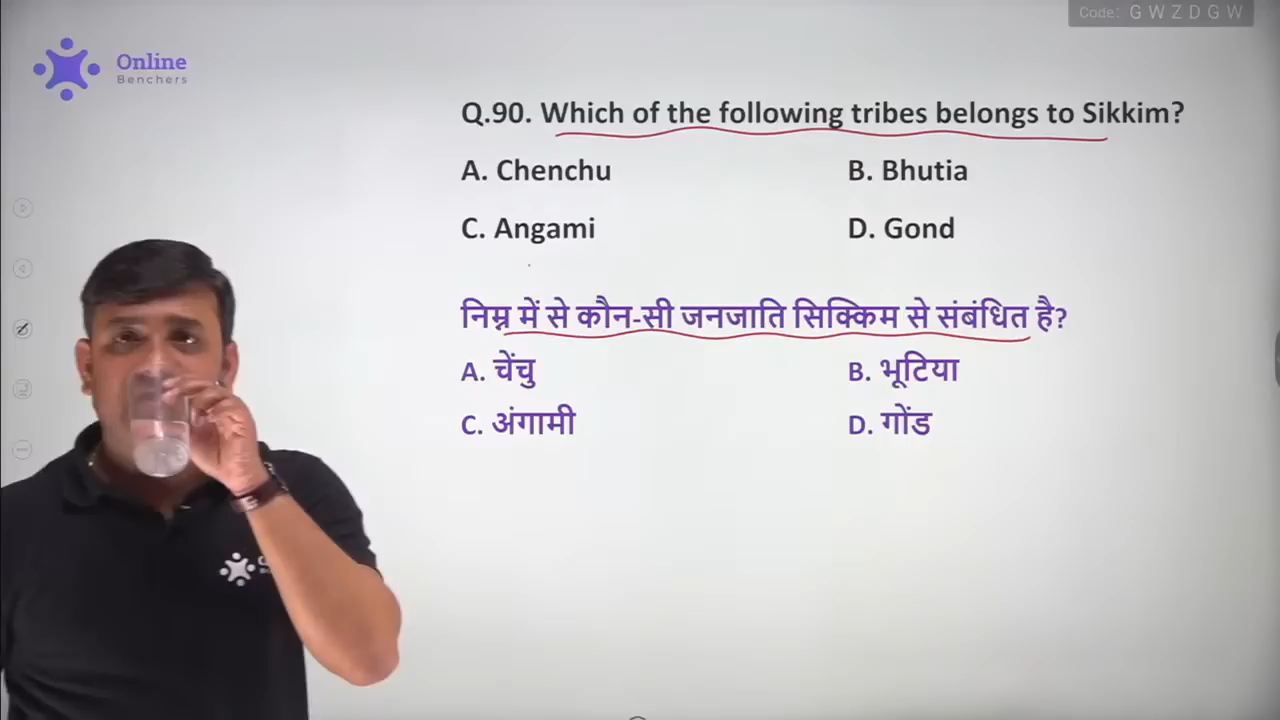 Code: G W Z D G W
Online
Benchers
Q.90. Which of the following tribes belongs to Sikkim?
A. Chenchu
B. Bhutia
C. Angami
D. Gond
निम्न में से कौन-सी जनजाति सिक्किम से संबंधित है?
A. चेंचु
B. भूटिया
C. अंगामी
D. गोंड